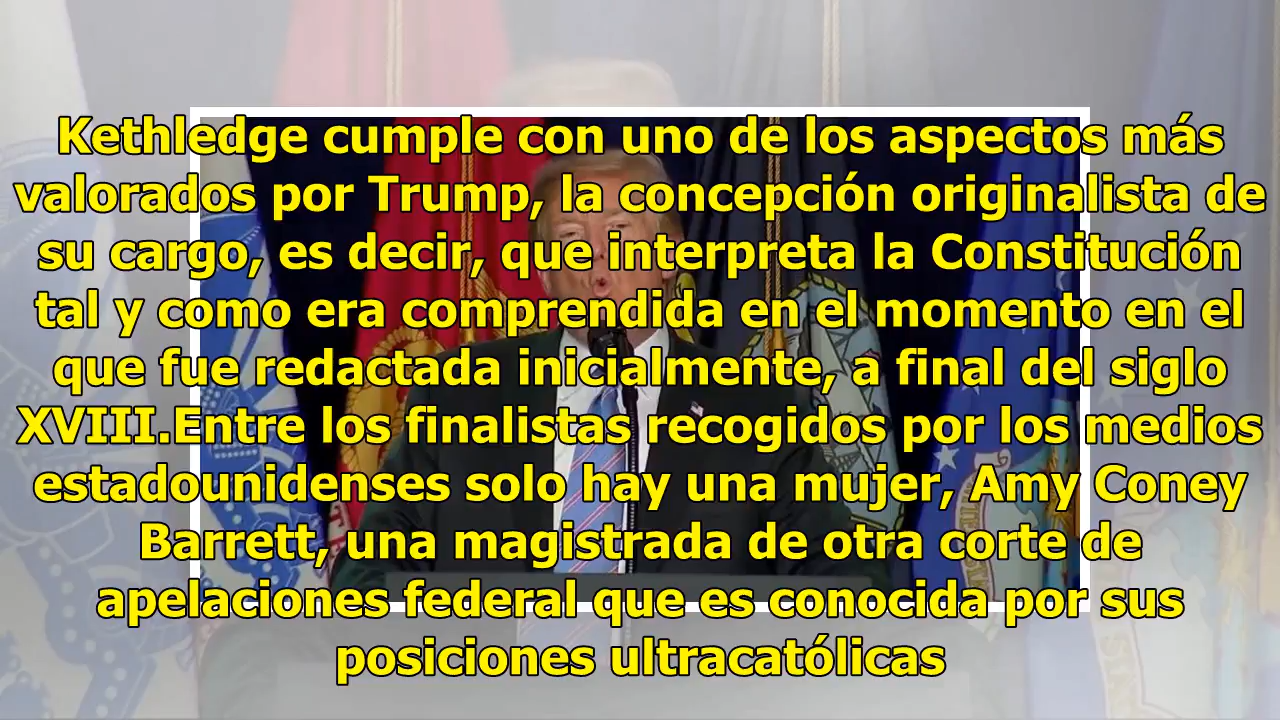 Kethledge cumple con uno de los aspectos más
valorados por Trump, la concepción originalista de
su cargo, es decir, que interpreta la Constitución
tal y como era comprendida en el momento en el
que fue redactada inicialmente, a final del siglo
XVIII.Entre los finalistas recogidos por los medios
estadounidenses solo hay una mujer, Amy Coney
Barrett, una magistrada de otra corte de
apelaciones federal que es conocida por sus
posiciones ultracatólicas